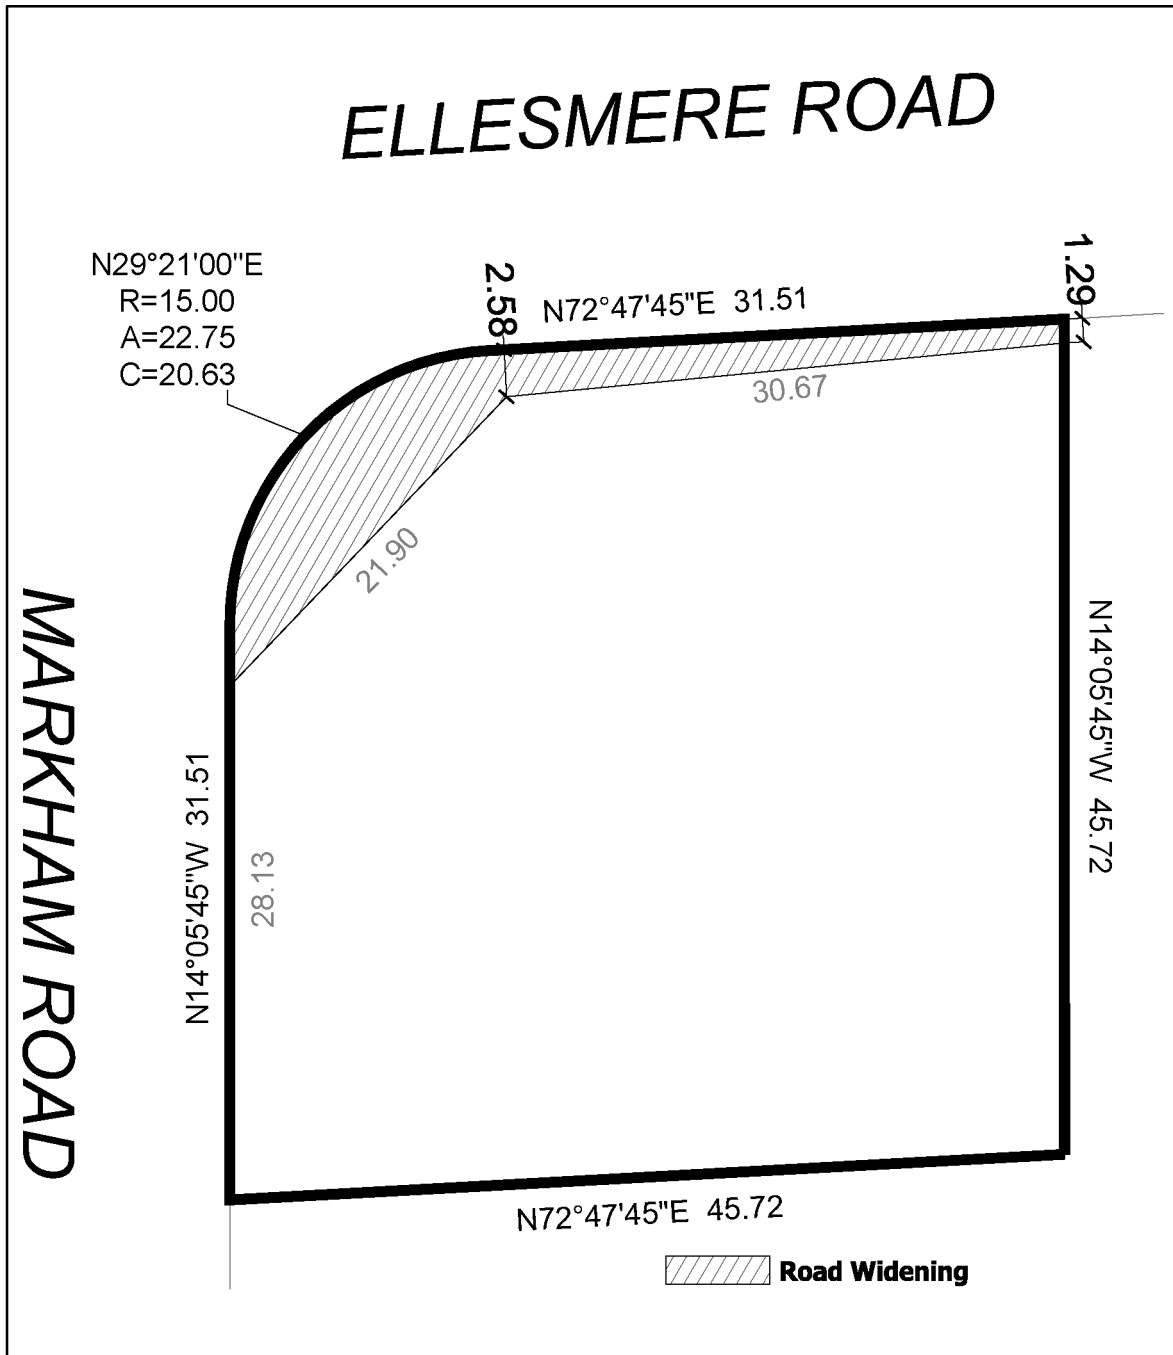 ELLESMERE ROAD
N29°21'00"E
R=15.00
A=22.75
C=20.63
2.58
N72°47'45"E 31.51
1.29
30.67
21.90
MARKHAM ROAD
N14°05'45"W 31.51
28.13
N14°05'45"W 45.72
N72°47'45"E 45.72
Road Widening